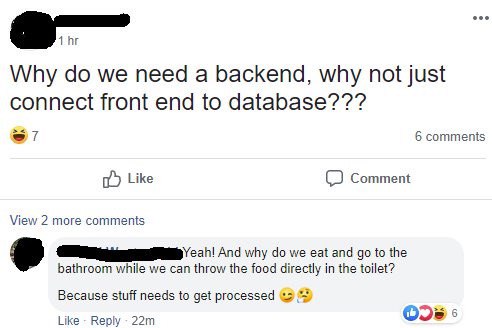 1 hr
Why do we need a backend, why not just
connect front end to database???
7
6 comments
Like
Comment
View 2 more comments
Yeah! And why do we eat and go to the
bathroom while we can throw the food directly in the toilet?
Because stuff needs to get processed
6
Like · Reply · 22m